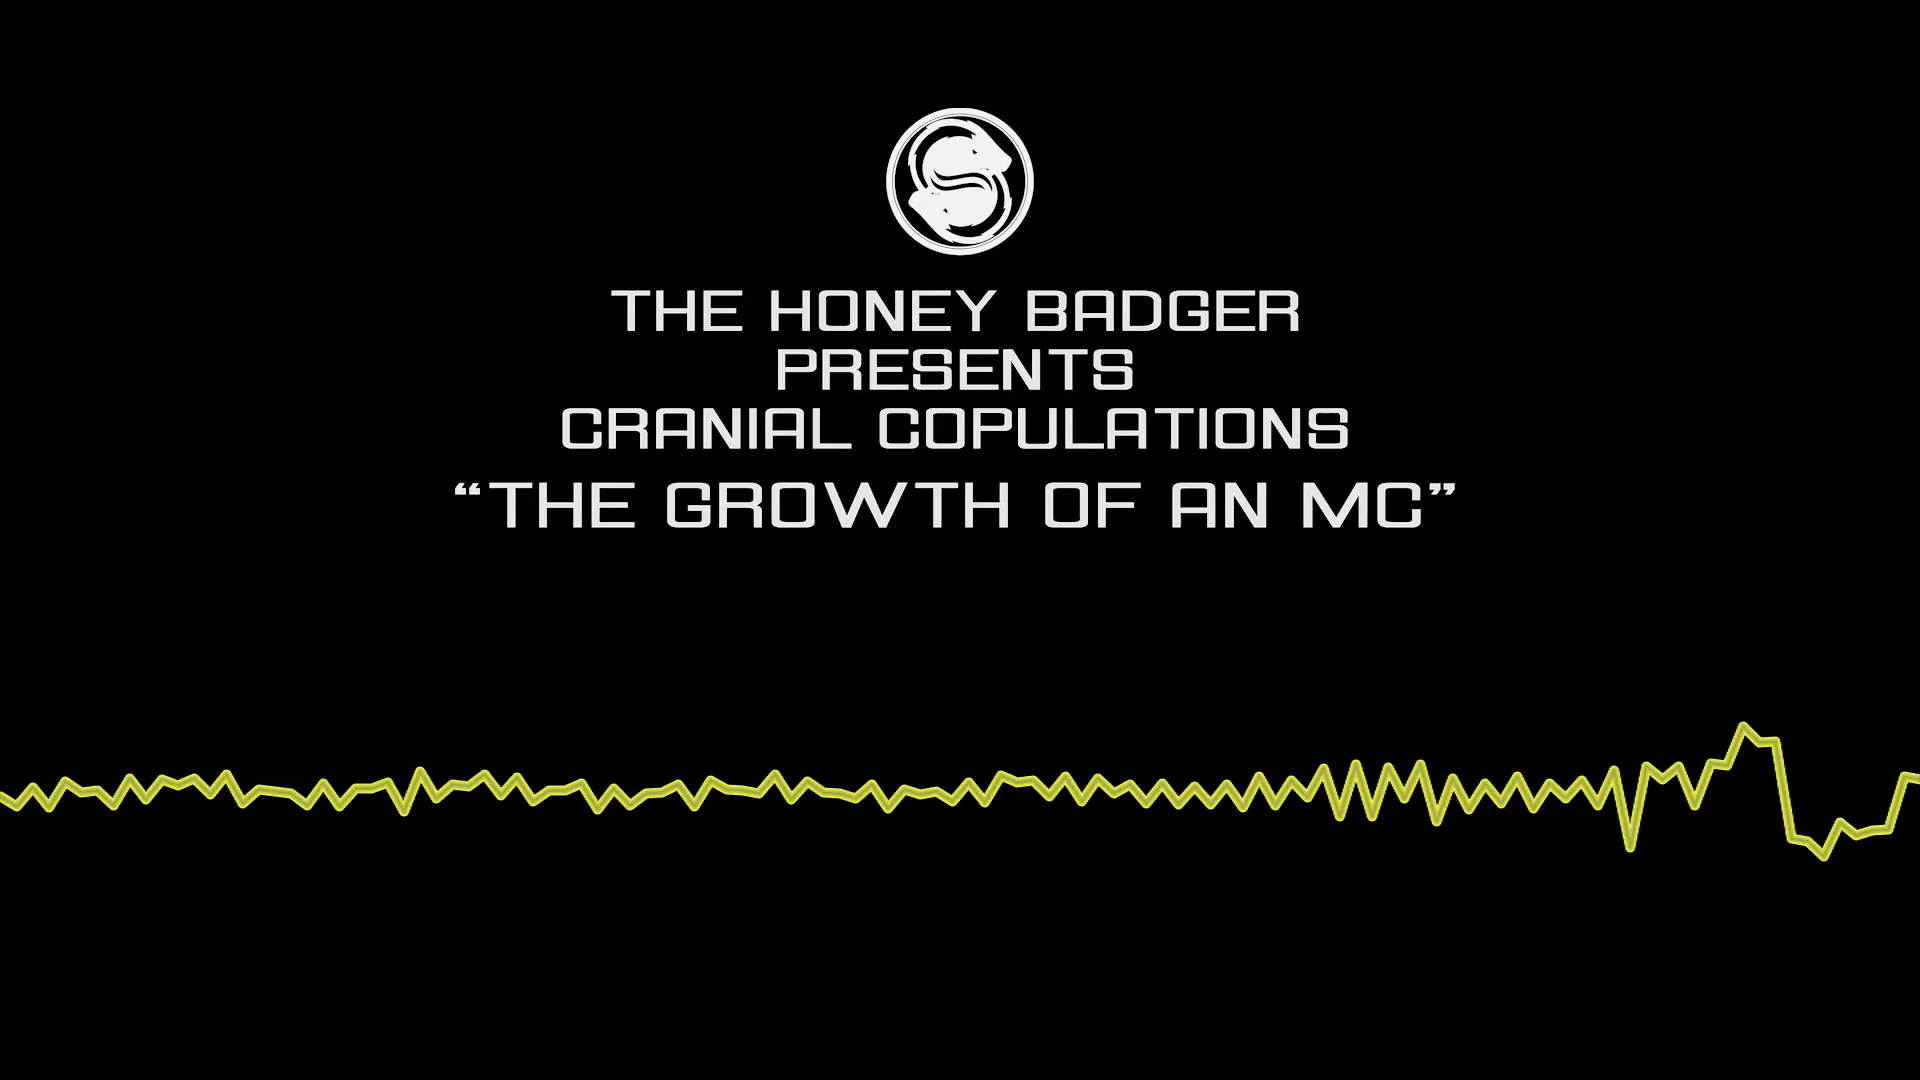 THE HONEY BADGER
PRESENTS
CRANIAL COPULATIONS
“THE GROWTH OF AN MC”